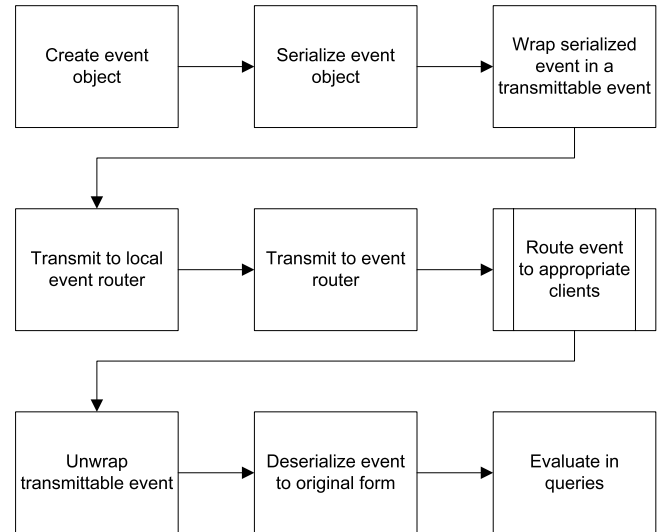 Create event
object
Serialize event
object
Wrap serialized
event in a
transmittable event
Transmit to local
event router
Transmit to event
router
Route event
to appropriate
clients
Unwrap
transmittable event
Deserialize event
to original form
Evaluate in
queries